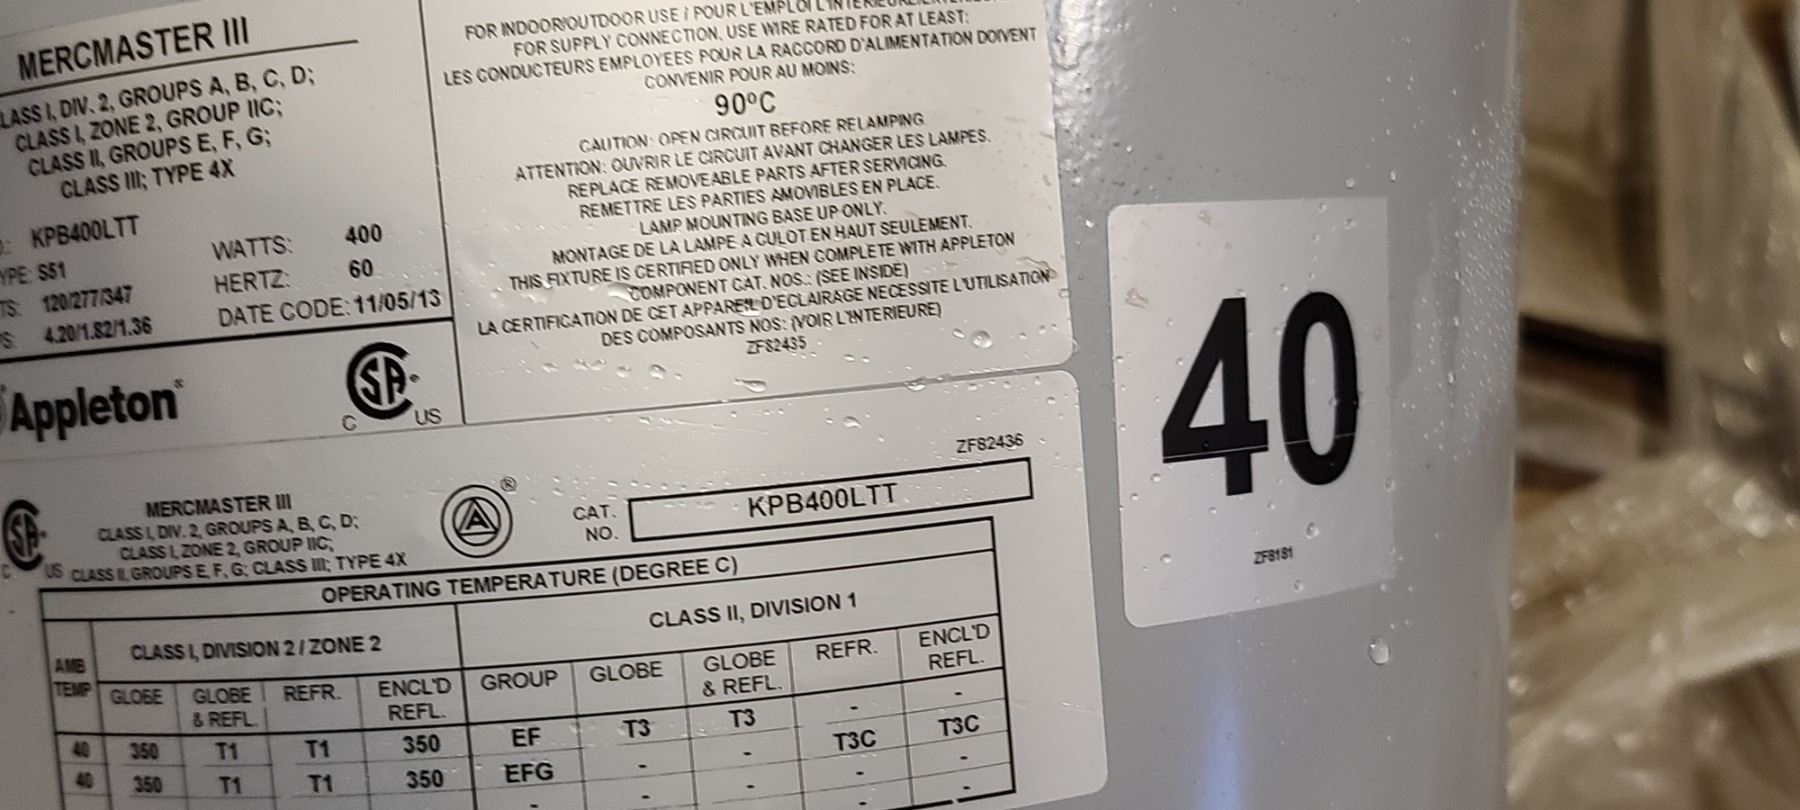 MERCMASTER III
LASS I, DIV. 2, GROUPS A, B, C, D;
CLASS I, ZONE 2, GROUP IIC;
CLASS II, GROUPS E, F, G;
CLASS III; TYPE 4X
KPB400LTT
YPE: S51
TS: 120/277/347
S: 4.20/1.82/1.36
WATTS: 400
HERTZ: 60
DATE CODE: 11/05/13
Appleton®
C US
FOR INDOOR/OUTDOOR USE / POUR L'EMPLOI
FOR SUPPLY CONNECTION, USE WIRE RATED FOR AT LEAST:
LES CONDUCTEURS EMPLOYEES POUR LA RACCORD D'ALIMENTATION DOIVENT
CONVENIR POUR AU MOINS:
90°C
CAUTION: OPEN CIRCUIT BEFORE RELAMPING
ATTENTION: OUVRIR LE CIRCUIT AVANT CHANGER LES LAMPES.
REPLACE REMOVEABLE PARTS AFTER SERVICING.
REMETTRE LES PARTIES AMOVIBLES EN PLACE.
LAMP MOUNTING BASE UP ONLY.
MONTAGE DE LA LAMPE A CULOT EN HAUT SEULEMENT.
THIS FIXTURE IS CERTIFIED ONLY WHEN COMPLETE WITH APPLETON
COMPONENT CAT. NOS.: (SEE INSIDE)
LA CERTIFICATION DE CET APPAREIL D'ECLAIRAGE NECESSITE L'UTILISATION
DES COMPOSANTS NOS: (VOIR L'INTERIEURE)
ZF82435
40
ZF8181
ZF82436
C US
MERCMASTER III
CLASS I, DIV. 2, GROUPS A, B, C, D;
CLASS I, ZONE 2, GROUP IIC;
CLASS II, GROUPS E, F, G; CLASS III; TYPE 4X
A ®
CAT. NO. KPB400LTT
OPERATING TEMPERATURE (DEGREE C)
AMB TEMP
CLASS I, DIVISION 2 / ZONE 2
CLASS II, DIVISION 1
GLOBE GLOBE & REFL. REFR. ENCL'D REFL. GROUP GLOBE GLOBE & REFL. REFR. ENCL'D REFL.
40 350 T1 T1 350 EF T3 T3 - -
40 350 T1 T1 350 EFG - - T3C T3C
- - - - -